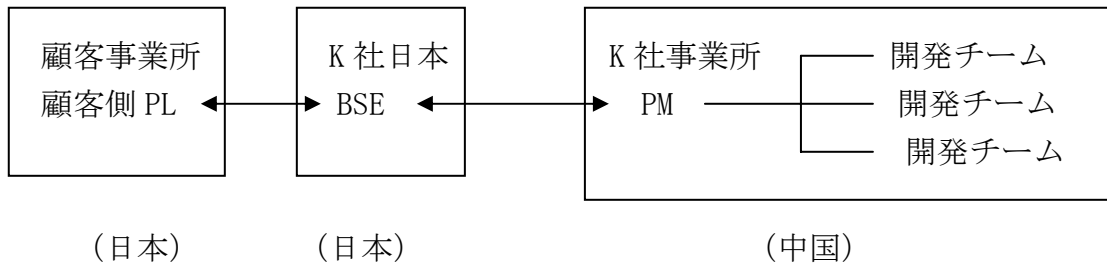 顧客事業所
顧客側 PL
K 社日本
BSE
K 社事業所
PM
開発チーム
開発チーム
開発チーム
(日本)
(日本)
(中国)